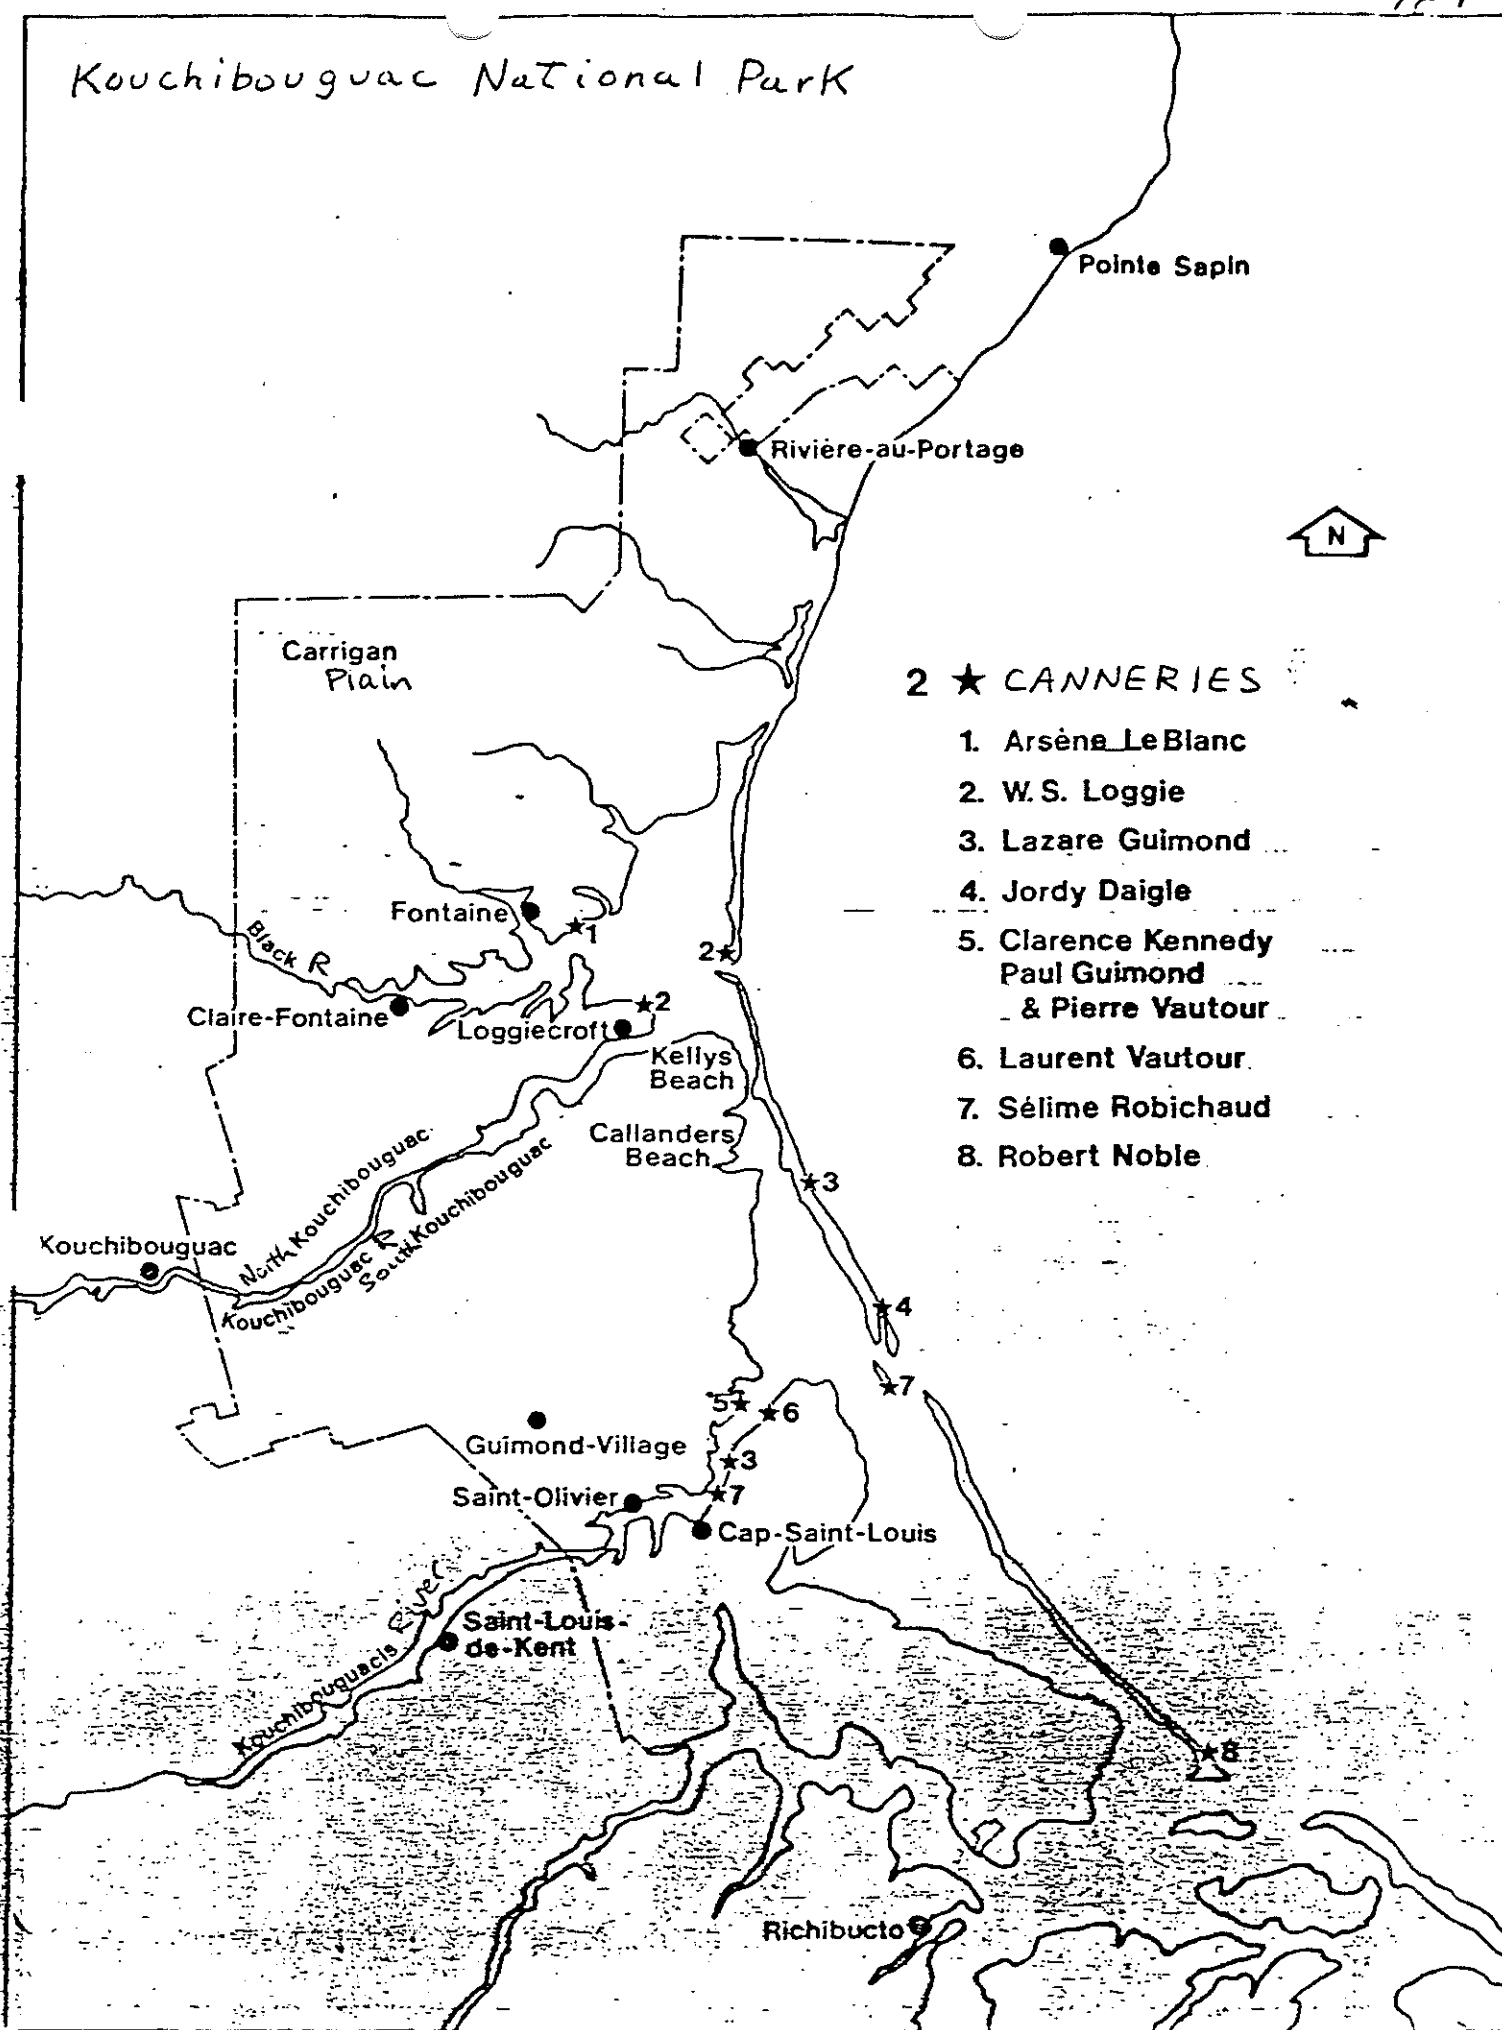 Kouchibouguac National Park
Pointe Sapin
Rivière-au-Portage
N
Carrigan
Plain
2 ★ CANNERIES
1. Arsène LeBlanc
2. W.S. Loggie
3. Lazare Guimond
4. Jordy Daigle
5. Clarence Kennedy
Paul Guimond
& Pierre Vautour
6. Laurent Vautour
7. Sélime Robichaud
8. Robert Noble
Fontaine
★1
2★
Black R
★2
Claire-Fontaine
Loggiecroft
Kellys
Beach
Callanders
Beach
★3
North Kouchibouguac
South Kouchibouguac
Kouchibouguac R
Kouchibouguac
★4
★7
5★
★6
Guimond-Village
★3
Saint-Olivier
★7
Cap-Saint-Louis
Kouchibouguacis River
Saint-Louis-
de-Kent
★8
Richibucto